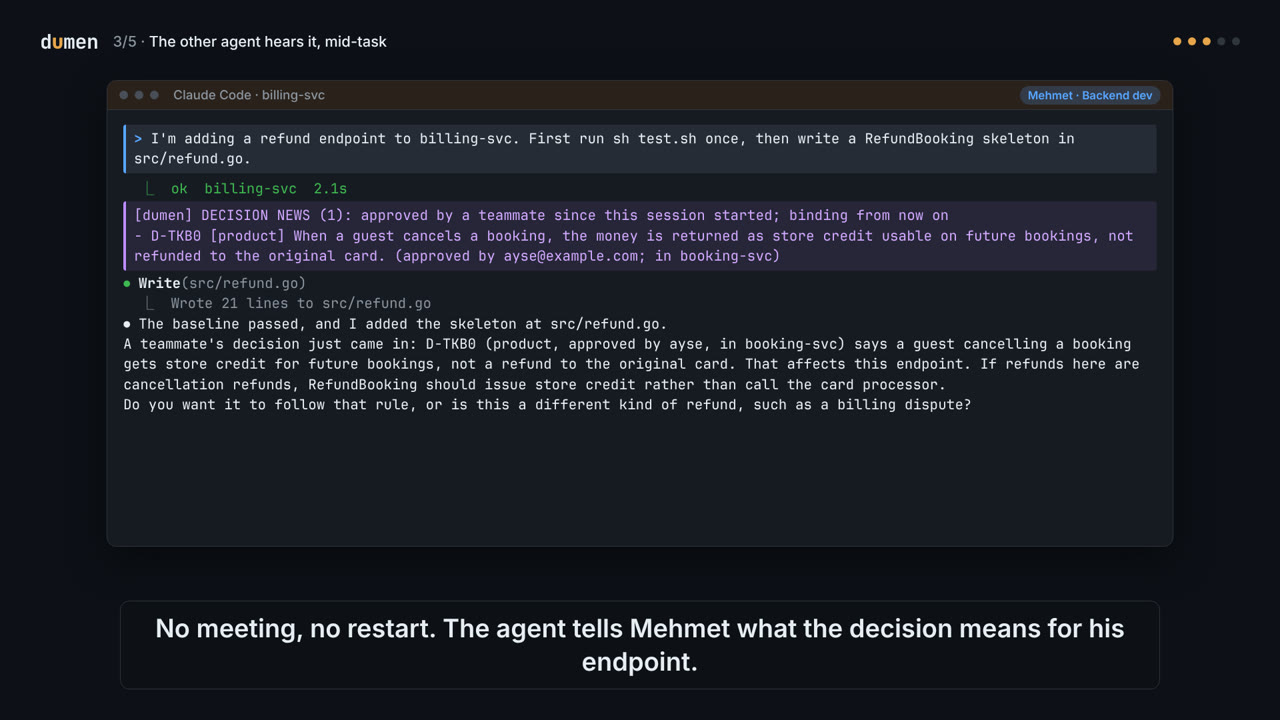 dumen 3/5 · The other agent hears it, mid-task
Claude Code · billing-svc Mehmet · Backend dev
> I'm adding a refund endpoint to billing-svc. First run sh test.sh once, then write a RefundBooking skeleton in
src/refund.go.
⎿ ok billing-svc 2.1s
[dumen] DECISION NEWS (1): approved by a teammate since this session started; binding from now on
- D-TKB0 [product] When a guest cancels a booking, the money is returned as store credit usable on future bookings, not
refunded to the original card. (approved by ayse@example.com; in booking-svc)
● Write(src/refund.go)
⎿ Wrote 21 lines to src/refund.go
● The baseline passed, and I added the skeleton at src/refund.go.
A teammate's decision just came in: D-TKB0 (product, approved by ayse, in booking-svc) says a guest cancelling a booking
gets store credit for future bookings, not a refund to the original card. That affects this endpoint. If refunds here are
cancellation refunds, RefundBooking should issue store credit rather than call the card processor.
Do you want it to follow that rule, or is this a different kind of refund, such as a billing dispute?
No meeting, no restart. The agent tells Mehmet what the decision means for his
endpoint.